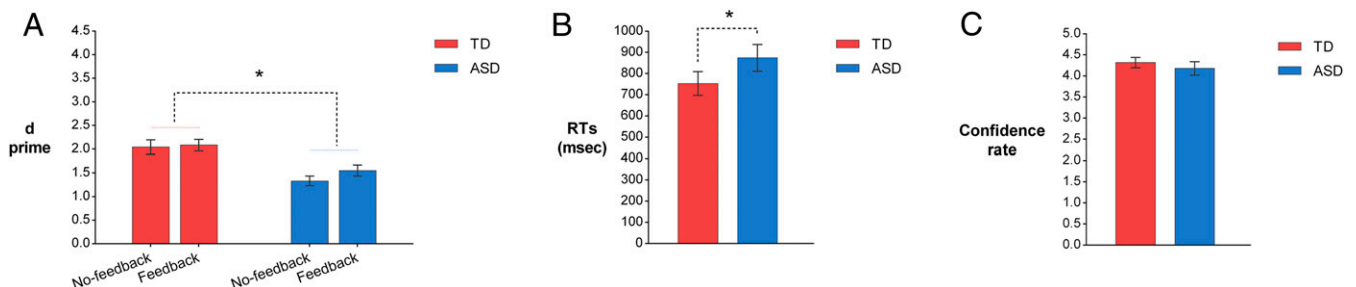 A
4.5
4.0
3.5
3.0
2.5
2.0
1.5
1.0
0.5
0.0
d
prime
*
TD
ASD
No-feedback
Feedback
No-feedback
Feedback
B
1000
900
800
700
600
500
400
300
200
100
0
RTs
(msec)
*
TD
ASD
C
5.0
4.5
4.0
3.5
3.0
2.5
2.0
1.5
1.0
0.5
0.0
Confidence
rate
TD
ASD